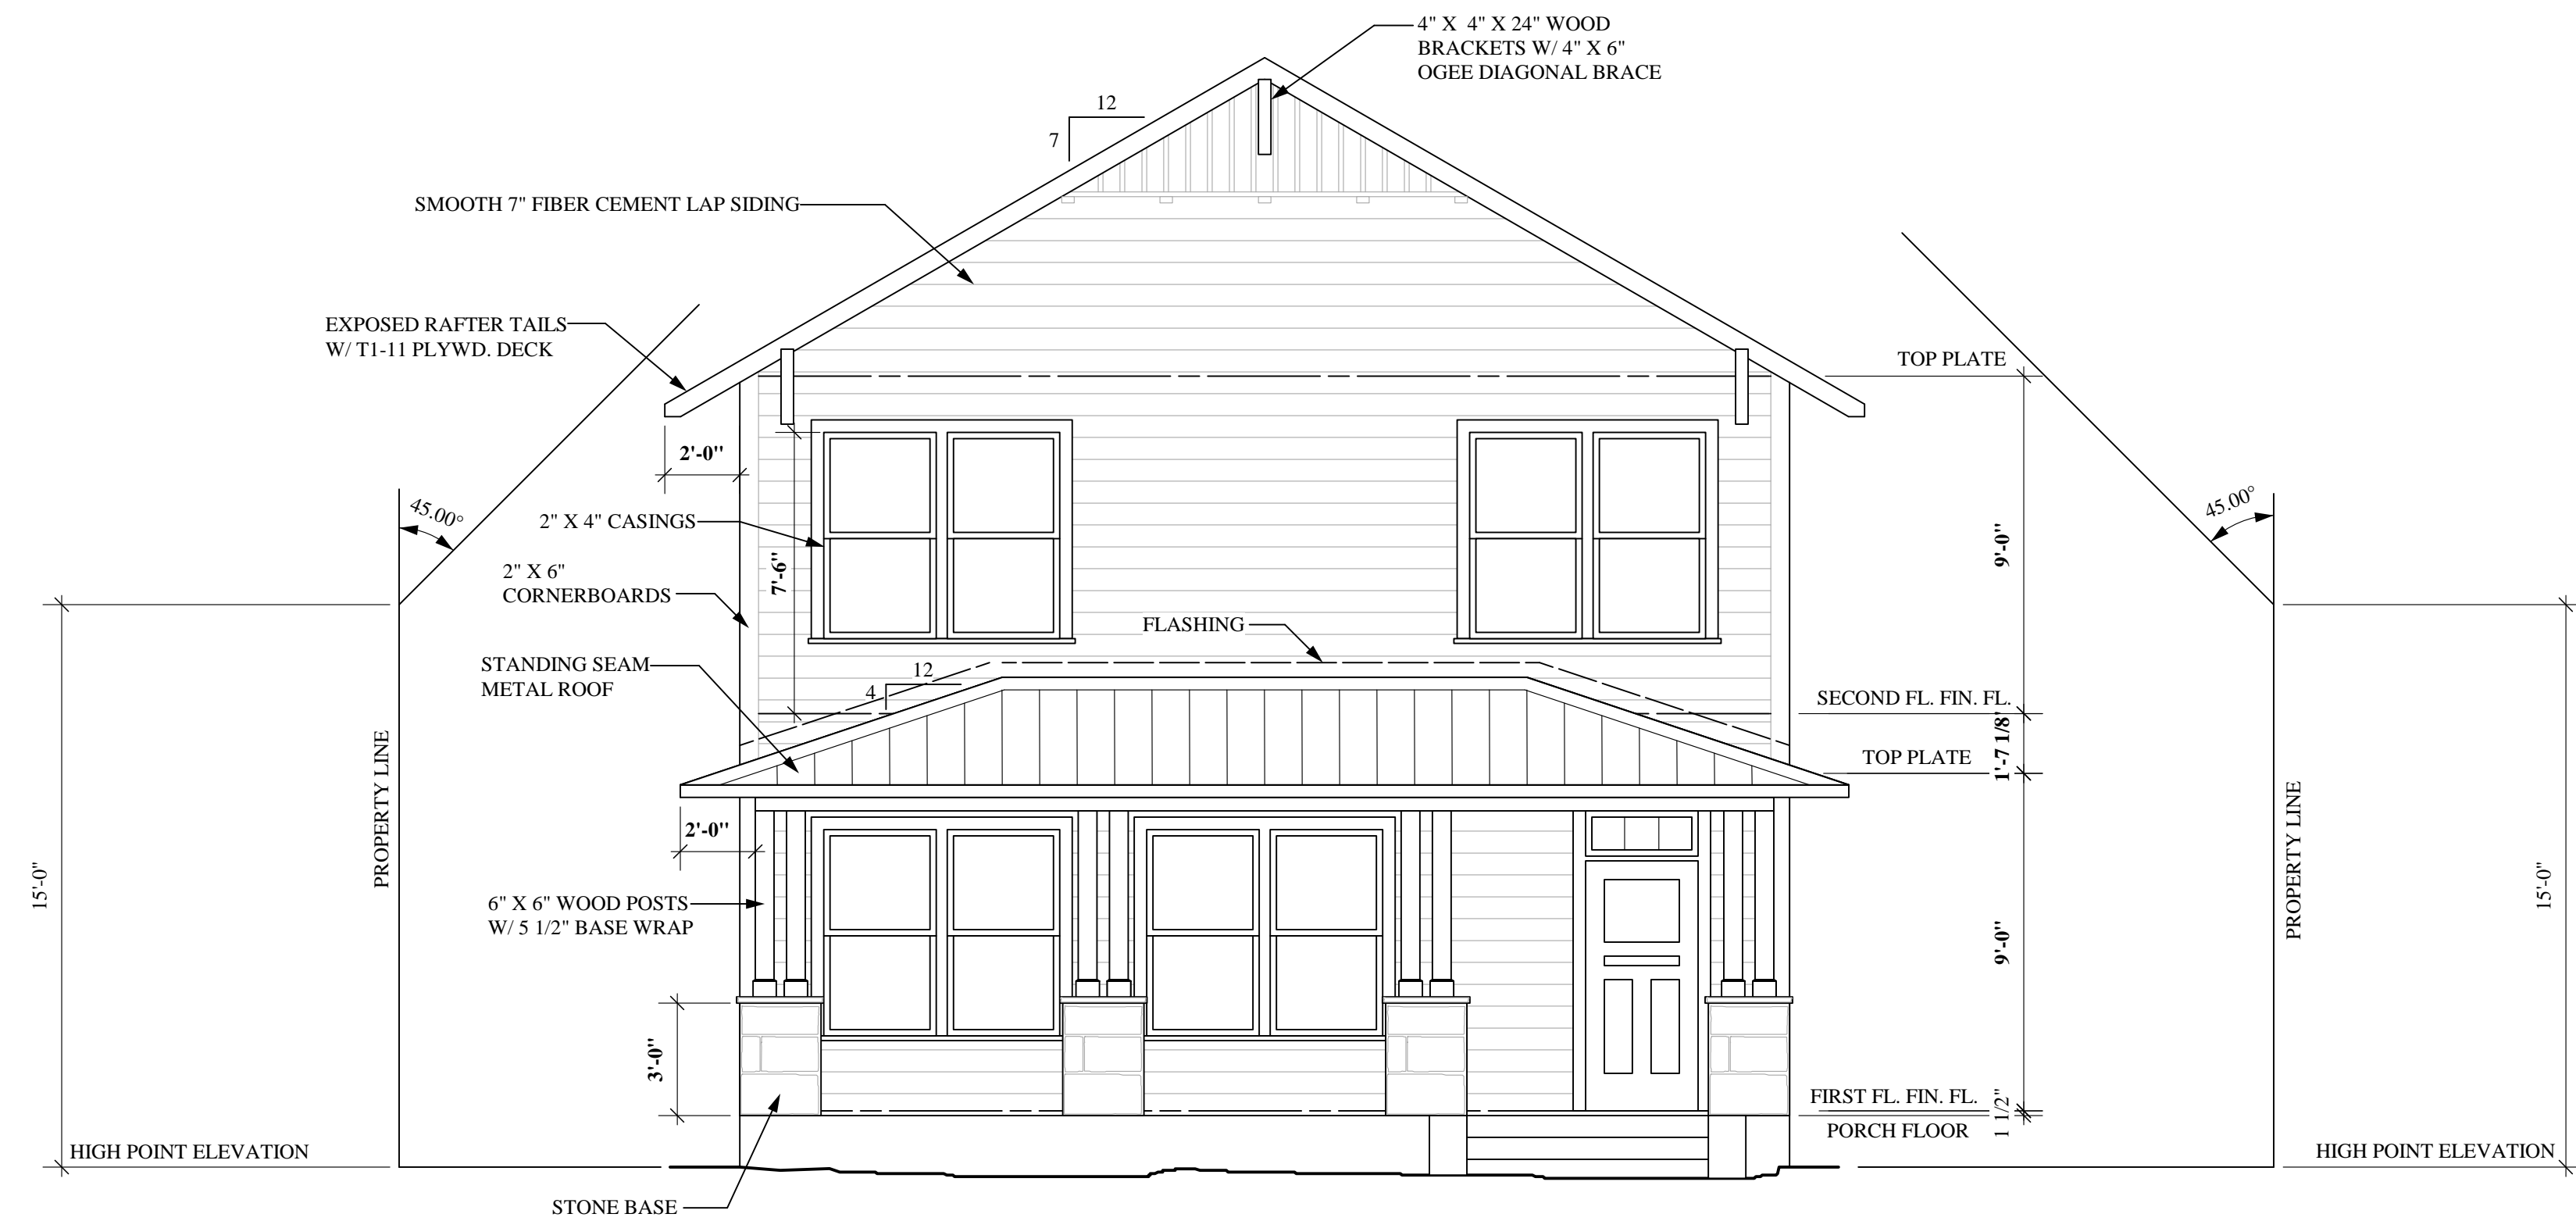 4" X 4" X 24" WOOD
BRACKETS W/ 4" X 6"
OGEE DIAGONAL BRACE
12
7
SMOOTH 7" FIBER CEMENT LAP SIDING
EXPOSED RAFTER TAILS
W/ T1-11 PLYWD. DECK
TOP PLATE
2'-0"
45.00°
45.00°
2" X 4" CASINGS
9'-0"
7'-6"
2" X 6"
CORNERBOARDS
FLASHING
STANDING SEAM
METAL ROOF
12
4
SECOND FL. FIN. FL.
1'-7 1/8"
TOP PLATE
PROPERTY LINE
PROPERTY LINE
2'-0"
15'-0"
15'-0"
6" X 6" WOOD POSTS
W/ 5 1/2" BASE WRAP
9'-0"
3'-0"
FIRST FL. FIN. FL.
1 1/2"
PORCH FLOOR
HIGH POINT ELEVATION
HIGH POINT ELEVATION
STONE BASE